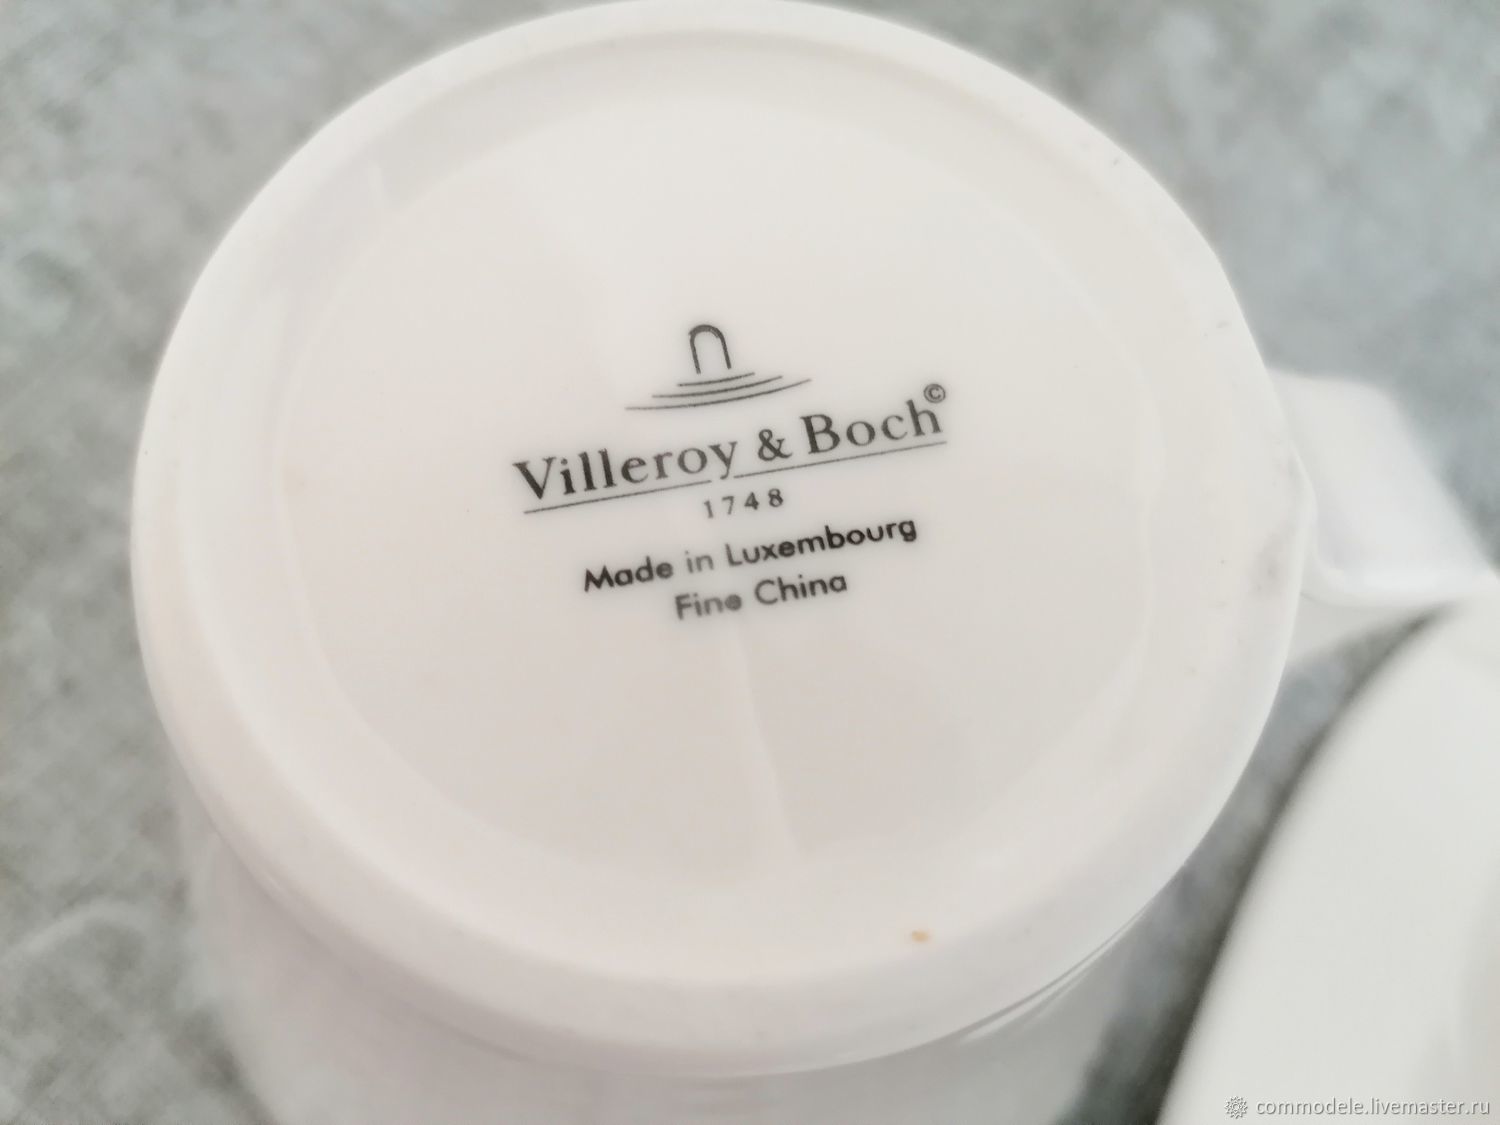 Villeroy & Boch©
1748
Made in Luxembourg
Fine China
commodele.livemaster.ru